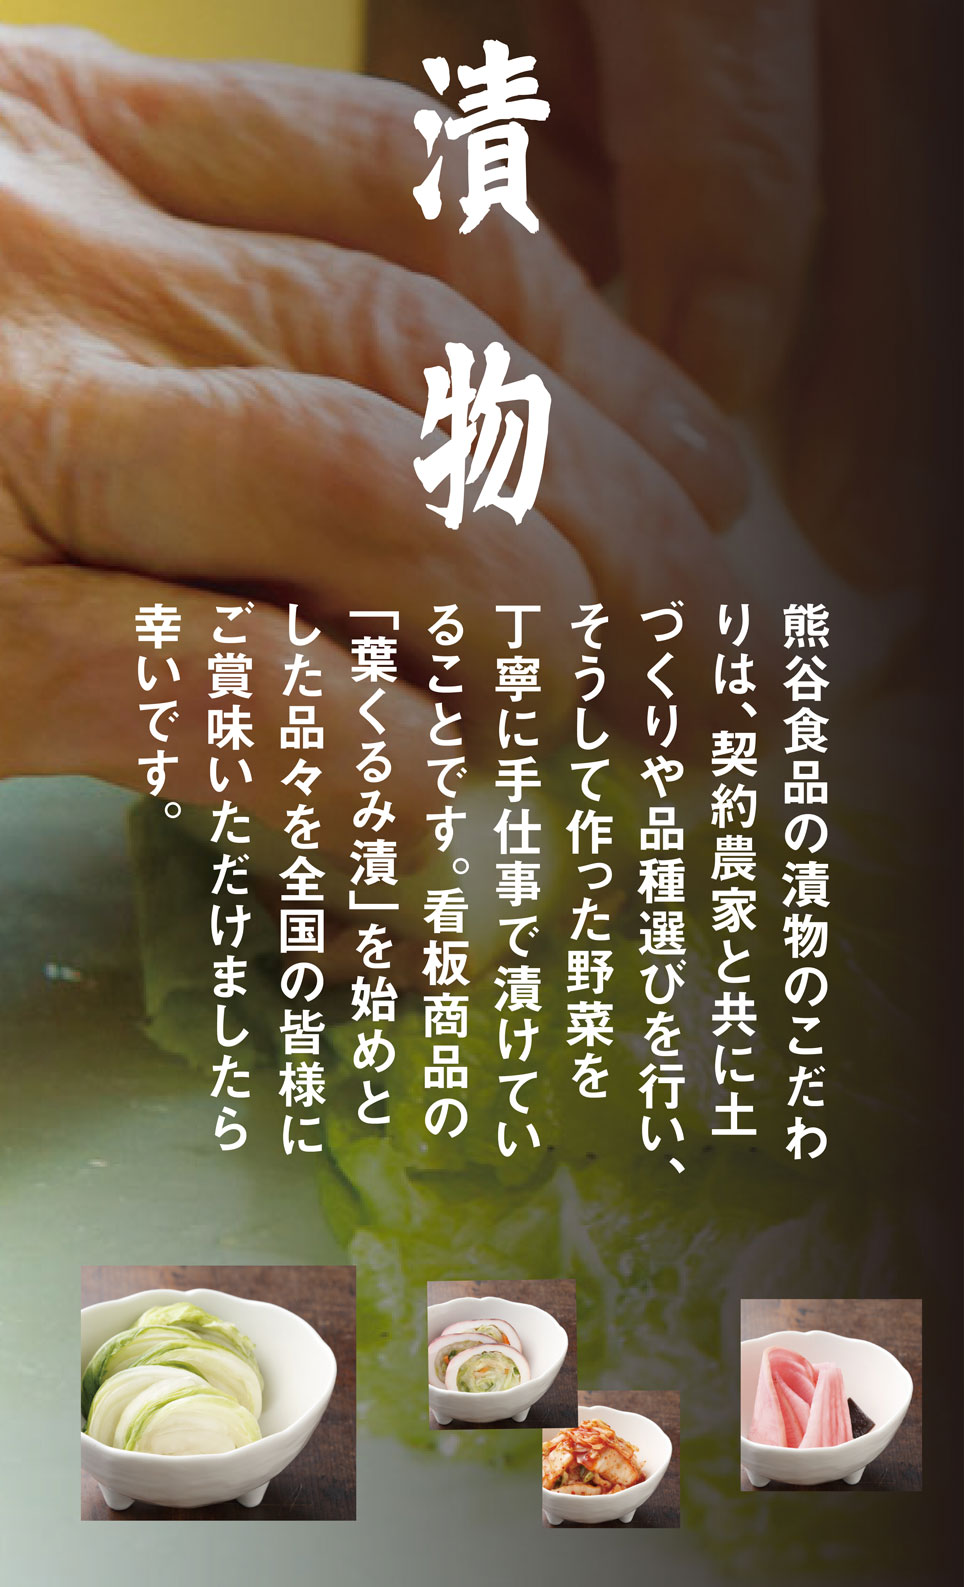 漬物
熊谷食品の漬物のこだわ
りは、契約農家と共に土
づくりや品種選びを行い、
そうして作った野菜を
丁寧に手仕事で漬けてい
ることです。看板商品の
「葉くるみ漬」を始めと
した品々を全国の皆様に
ご賞味いただけましたら
幸いです。